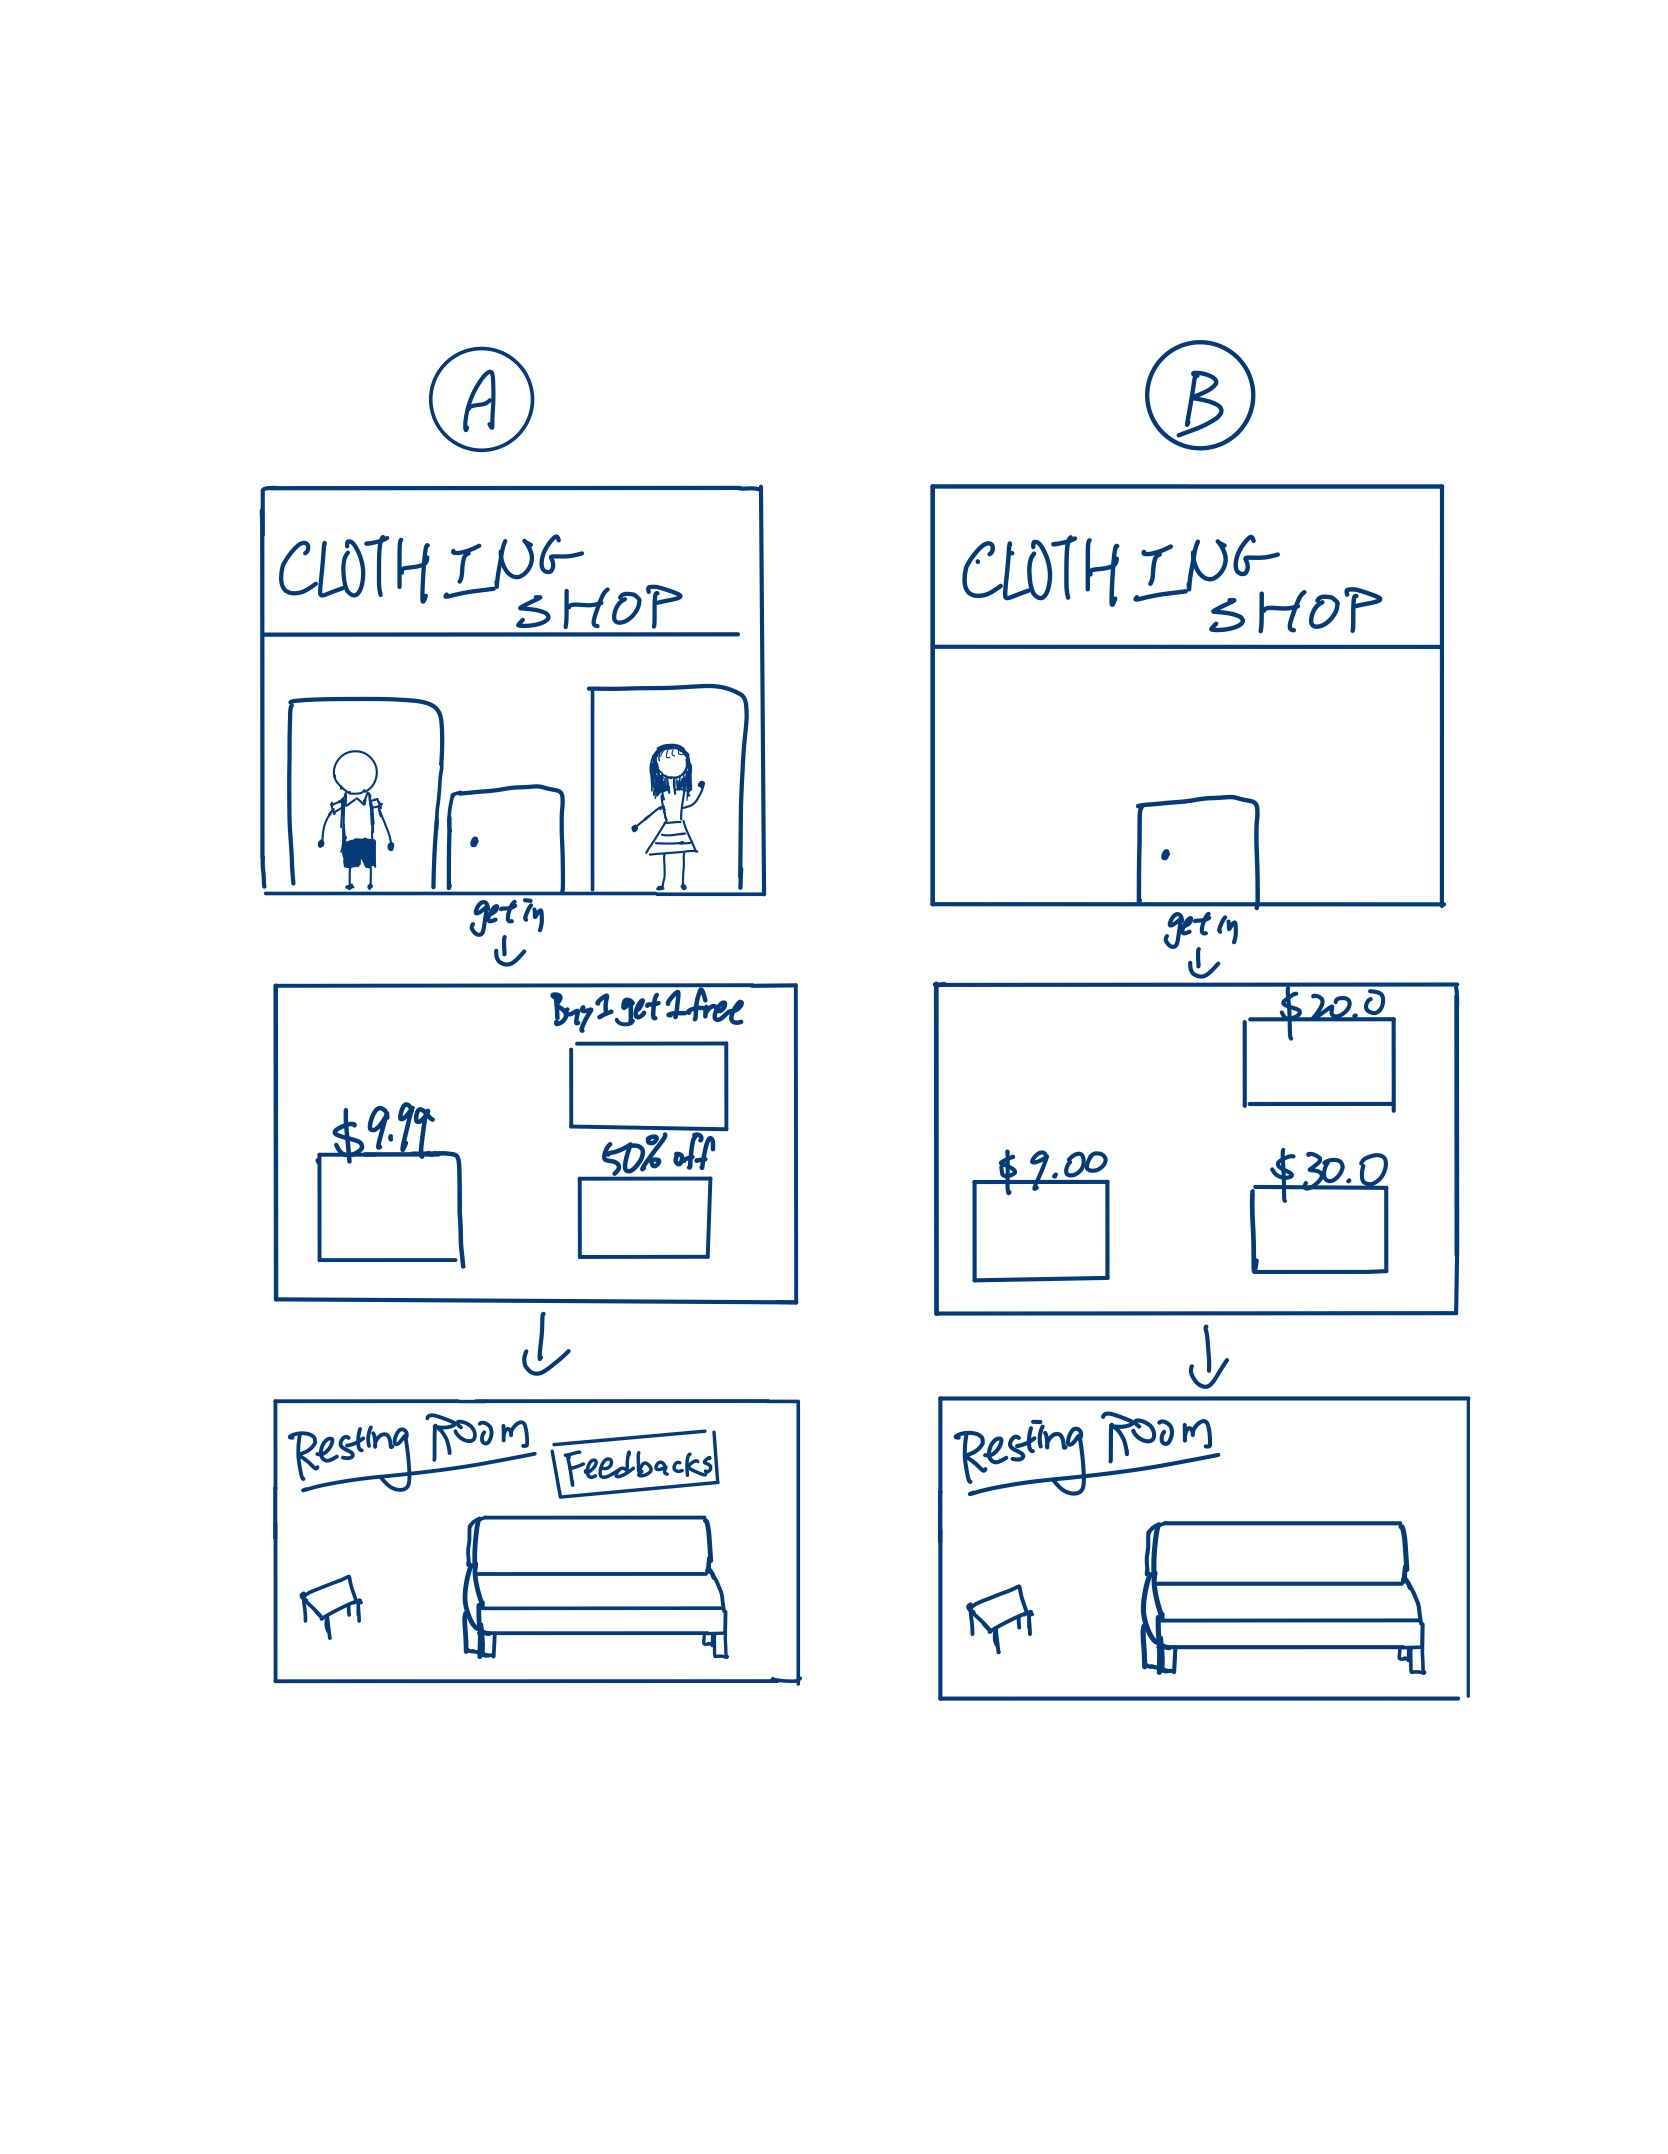 A
CLOTHING
SHOP
get in
Buy 1 get 1 free
$9.99
50% off
Resting Room
Feedbacks
B
CLOTHING
SHOP
get in
$20.0
$9.00
$30.0
Resting Room